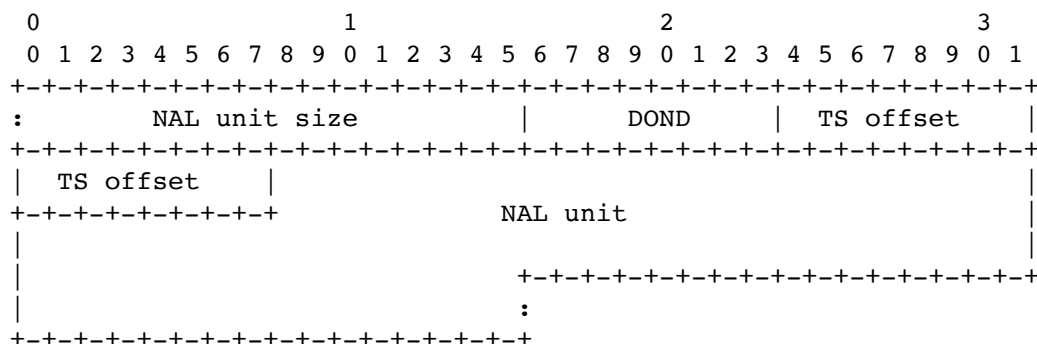 0                   1                   2                   3
 0 1 2 3 4 5 6 7 8 9 0 1 2 3 4 5 6 7 8 9 0 1 2 3 4 5 6 7 8 9 0 1
+-+-+-+-+-+-+-+-+-+-+-+-+-+-+-+-+-+-+-+-+-+-+-+-+-+-+-+-+-+-+-+-+
:        NAL unit size          |      DOND     |  TS offset    |
+-+-+-+-+-+-+-+-+-+-+-+-+-+-+-+-+-+-+-+-+-+-+-+-+-+-+-+-+-+-+-+-+
|  TS offset    |                                               |
+-+-+-+-+-+-+-+-+              NAL unit                         |
|                                                               |
|                               +-+-+-+-+-+-+-+-+-+-+-+-+-+-+-+-+
|                               :
+-+-+-+-+-+-+-+-+-+-+-+-+-+-+-+-+